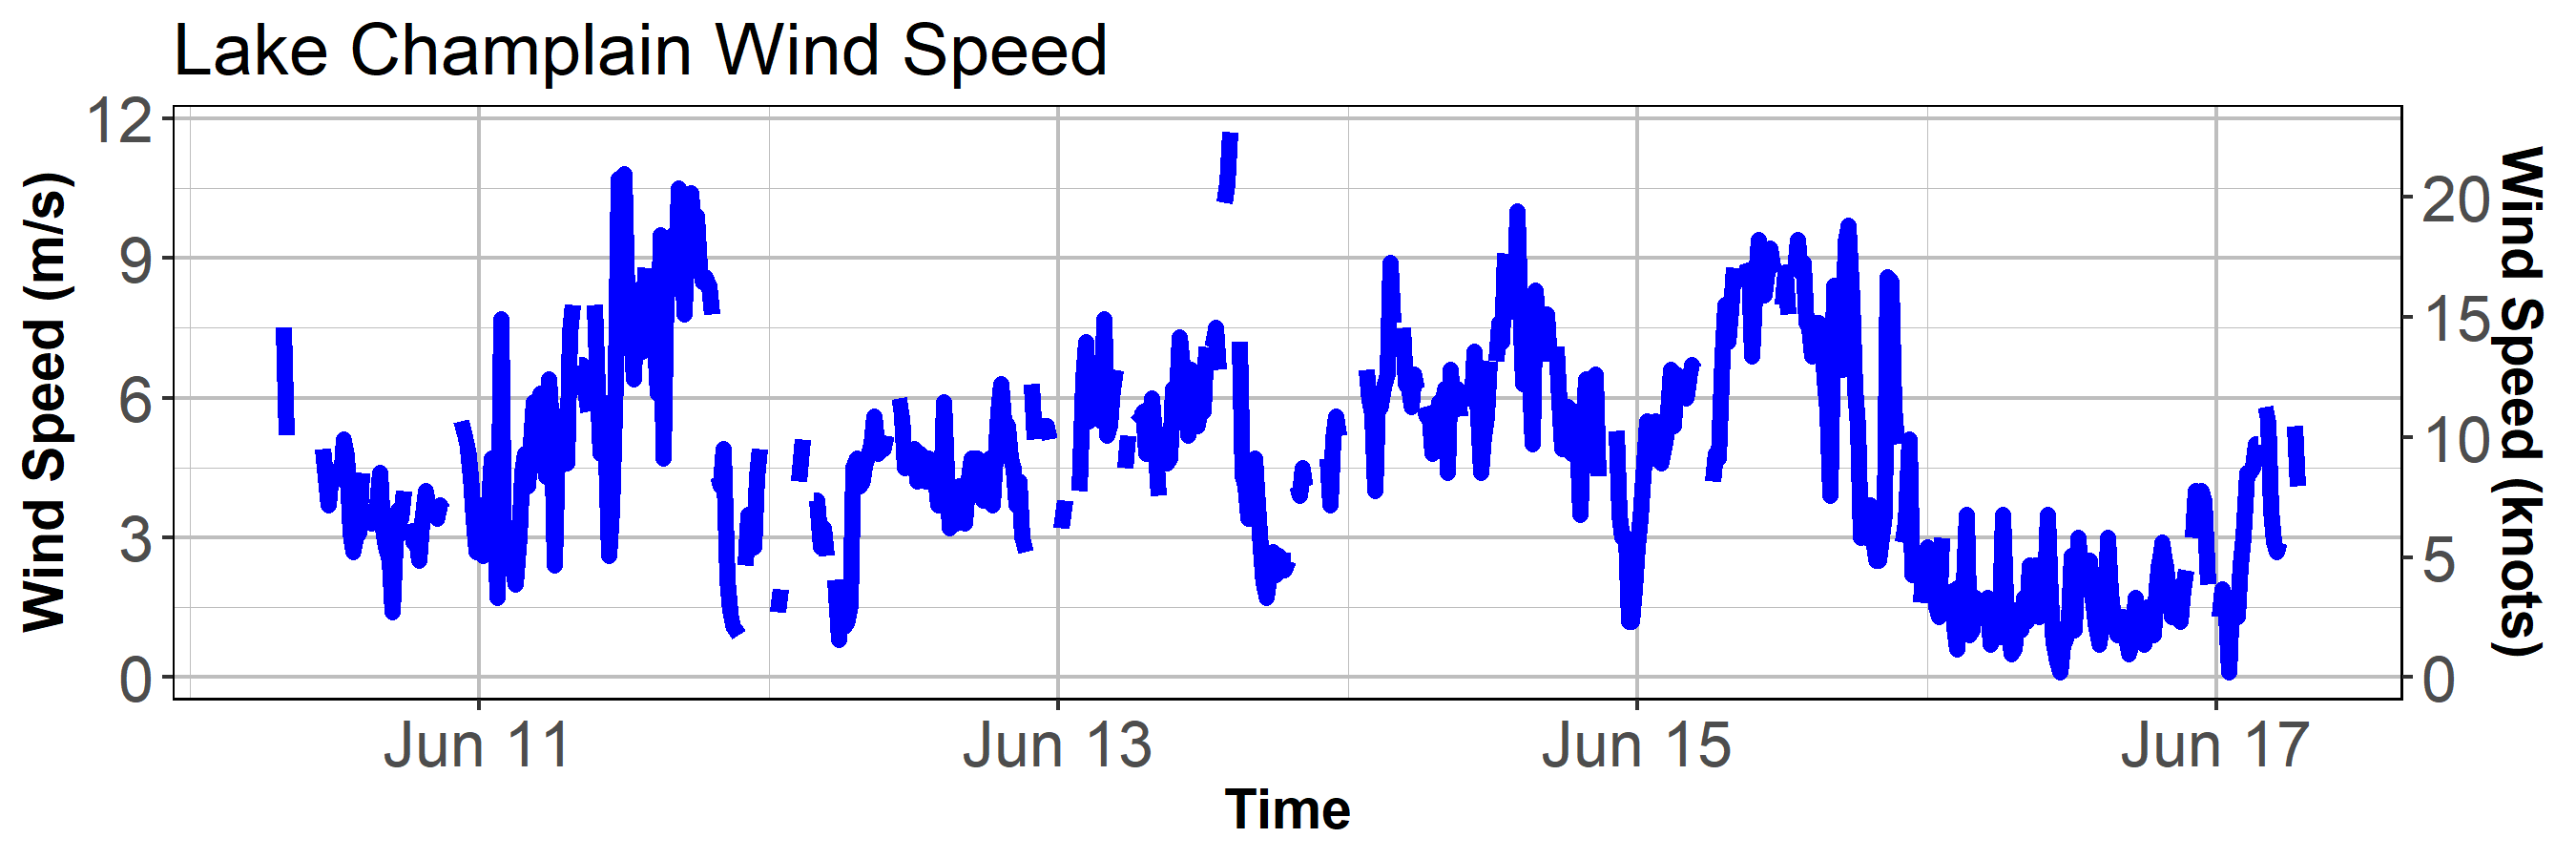 Lake Champlain Wind Speed
12
9
6
3
0
Wind Speed (m/s)
20
15
10
5
0
Wind Speed (knots)
Jun 11
Jun 13
Jun 15
Jun 17
Time